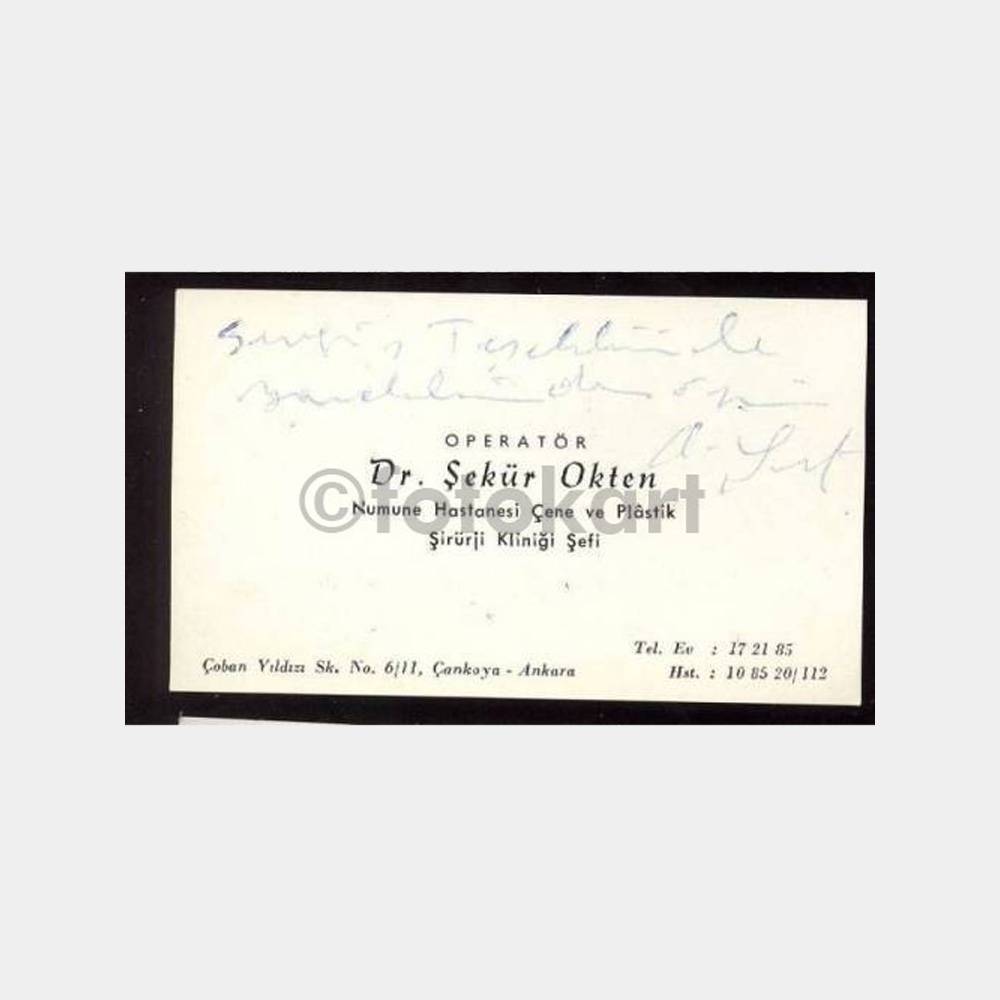 Teşekkürle
OPERATÖR
Dr. Şekür Okten
Numune Hastanesi Çene ve Plâstik
Şirürji Kliniği Şefi
©fotokart
Tel. Ev : 17 21 85
Çoban Yıldızı Sk. No. 6/11, Çankaya - Ankara
Hst. : 10 85 20/112